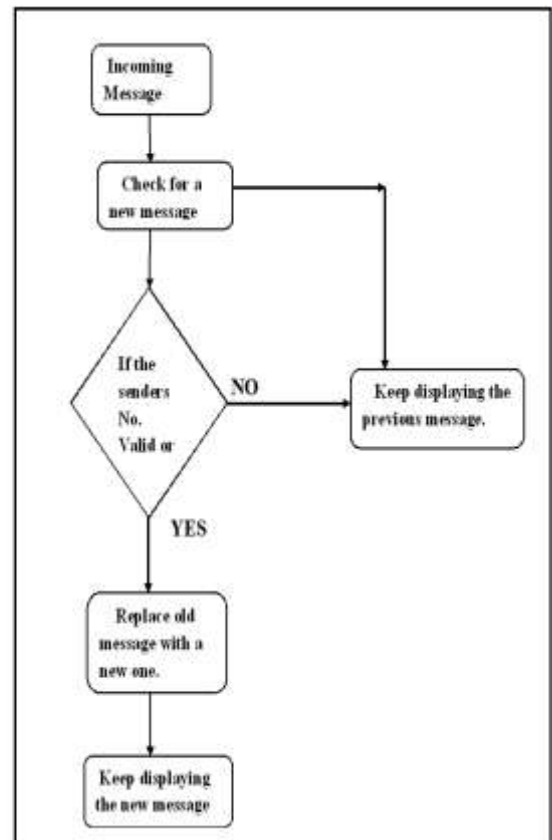 Incoming
Message
Check for a
new message
If the
senders
No.
Valid or
NO
Keep displaying the
previous message.
YES
Replace old
message with a
new one.
Keep displaying
the new message